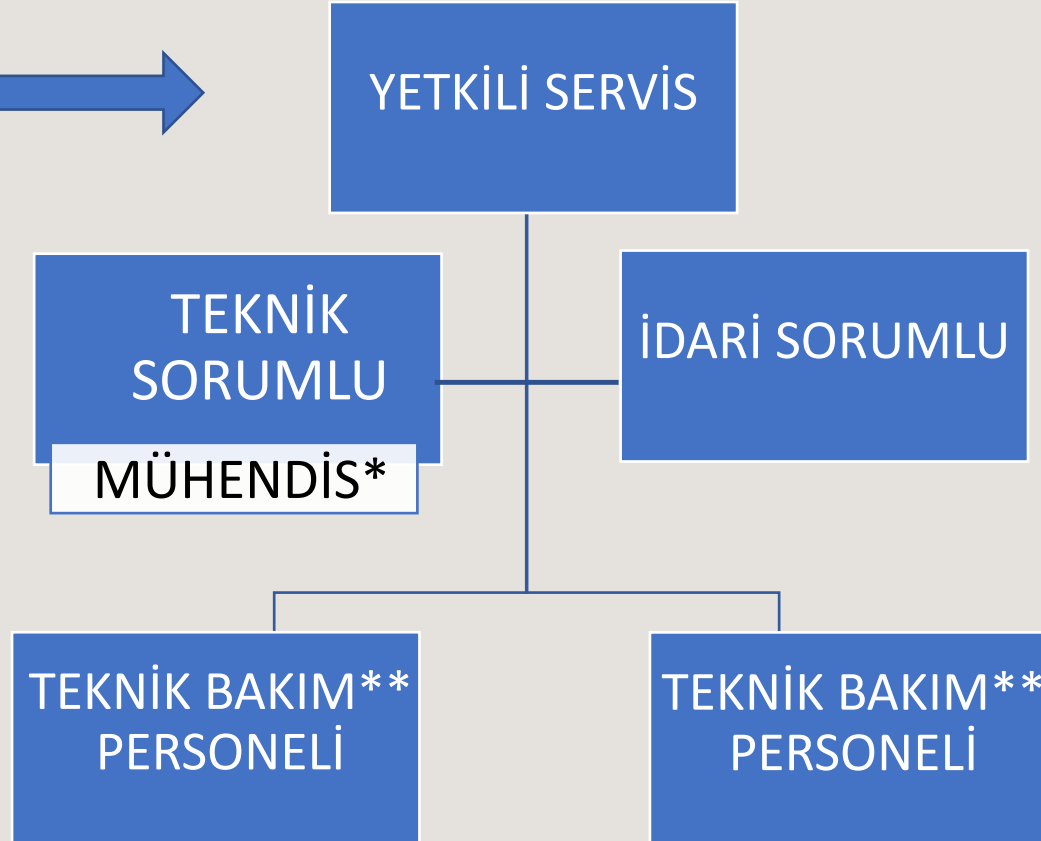 YETKİLİ SERVİS
TEKNİK
SORUMLU
MÜHENDİS*
İDARİ SORUMLU
TEKNİK BAKIM**
PERSONELİ
TEKNİK BAKIM**
PERSONELİ